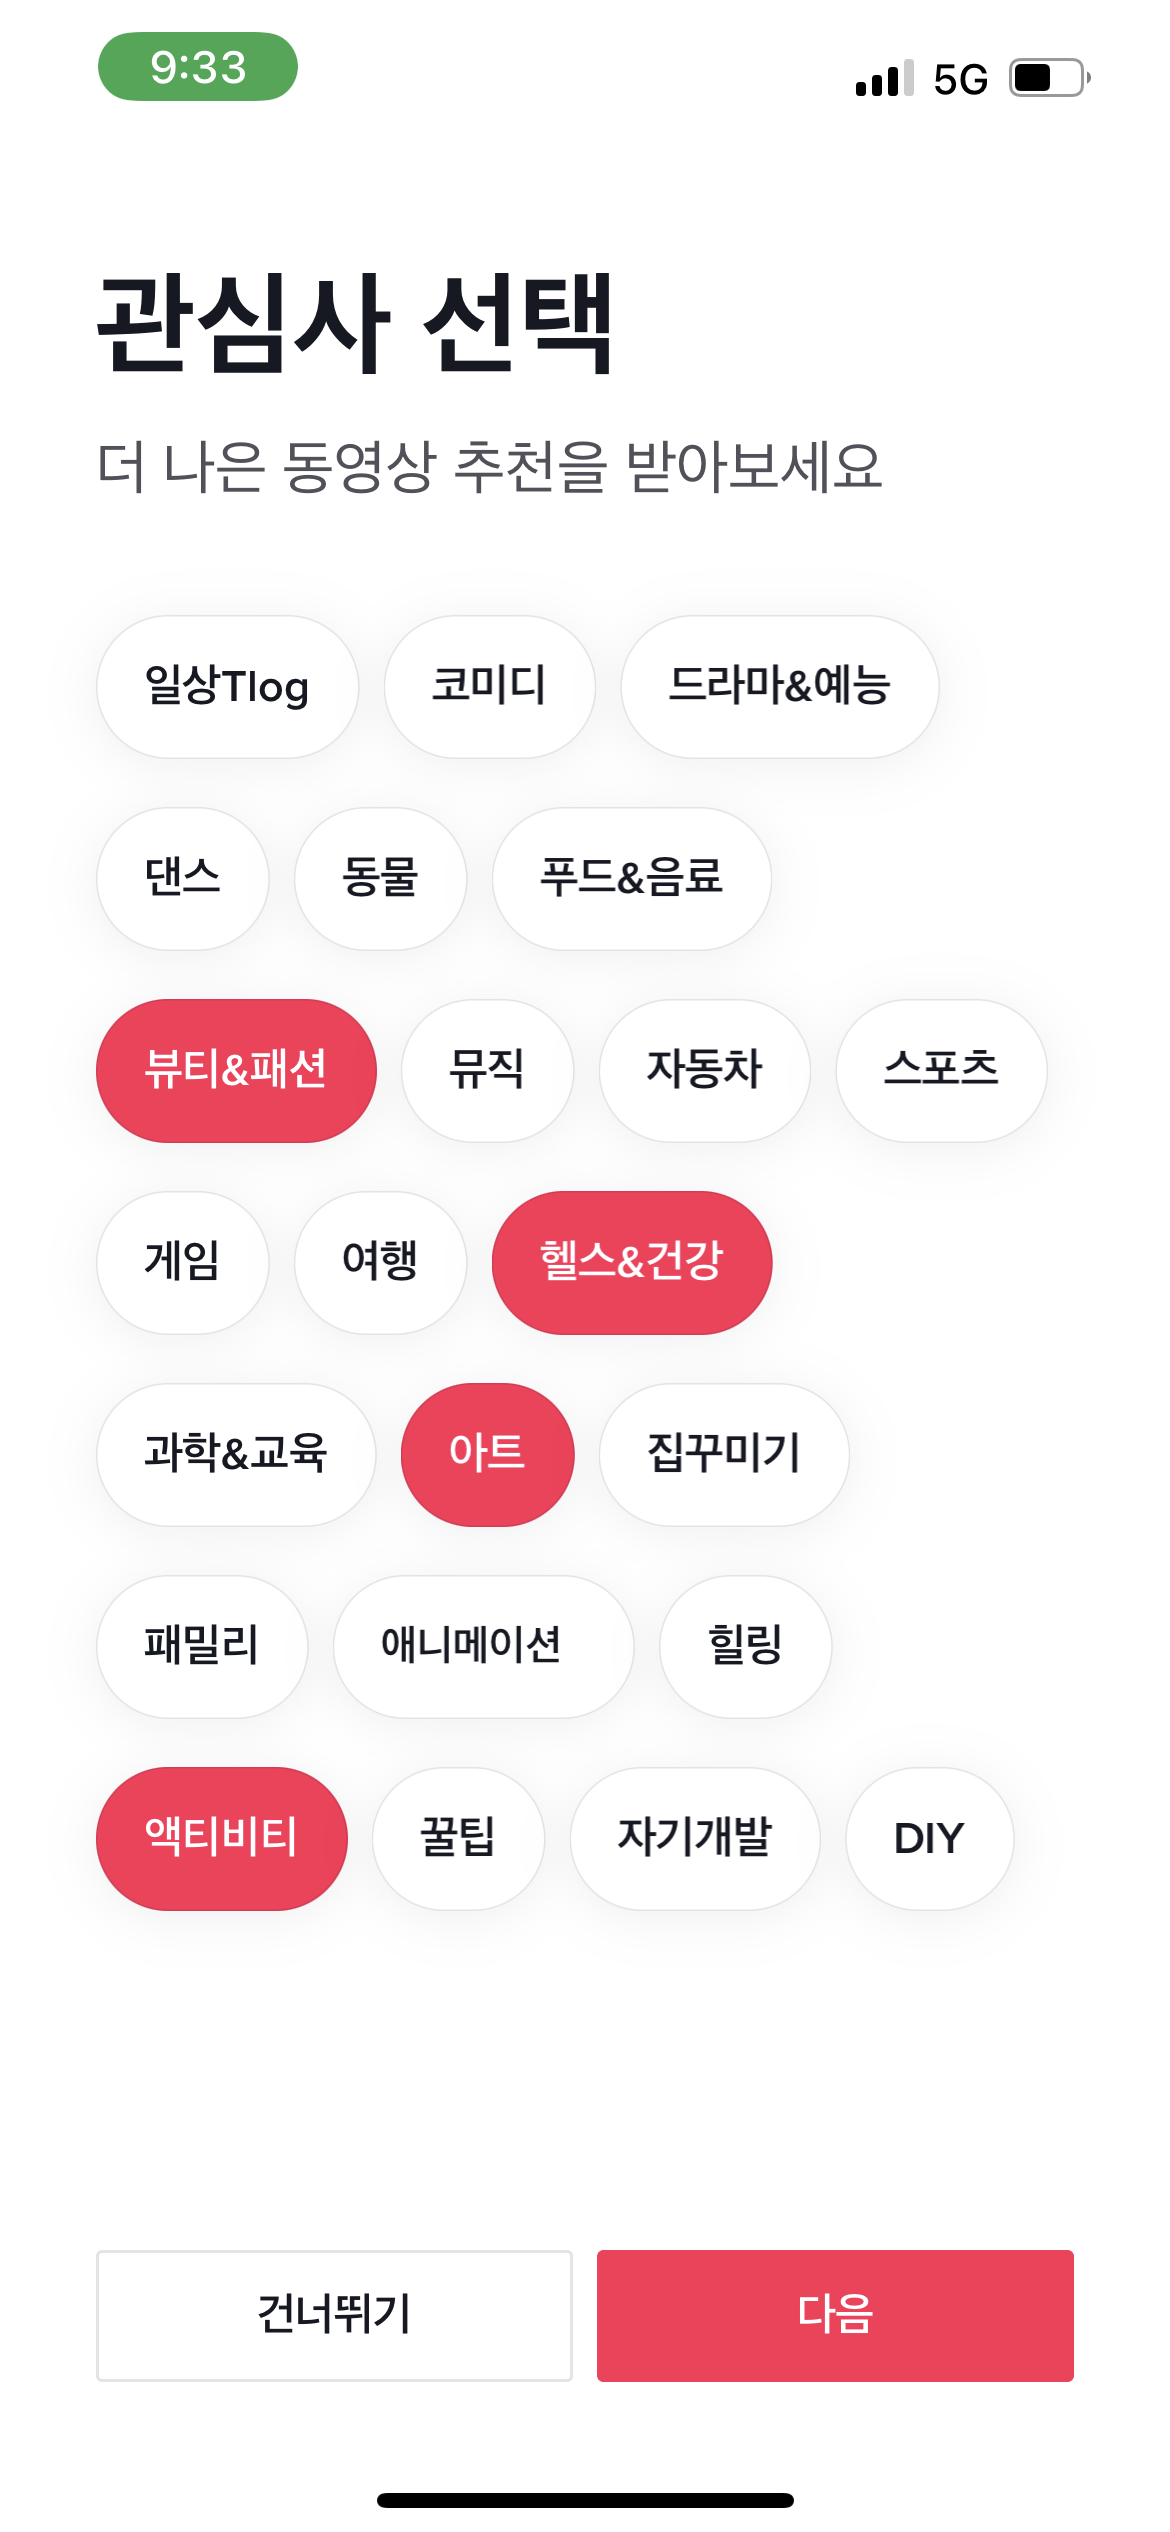 9:33 5G
관심사 선택
더 나은 동영상 추천을 받아보세요
일상Tlog 코미디 드라마&예능
댄스 동물 푸드&음료
뷰티&패션 뮤직 자동차 스포츠
게임 여행 헬스&건강
과학&교육 아트 집꾸미기
패밀리 애니메이션 힐링
액티비티 꿀팁 자기개발 DIY
건너뛰기 다음